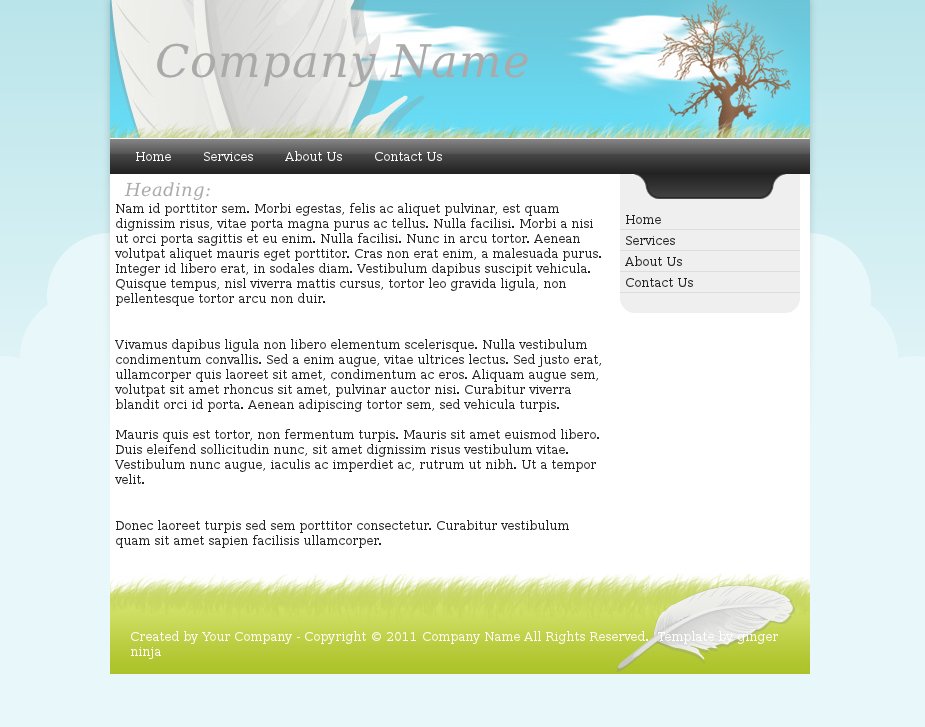 Company Name
Home Services About Us Contact Us
Heading:
Nam id porttitor sem. Morbi egestas, felis ac aliquet pulvinar, est quam
dignissim risus, vitae porta magna purus ac tellus. Nulla facilisi. Morbi a nisi
ut orci porta sagittis et eu enim. Nulla facilisi. Nunc in arcu tortor. Aenean
volutpat aliquet mauris eget porttitor. Cras non erat enim, a malesuada purus.
Integer id libero erat, in sodales diam. Vestibulum dapibus suscipit vehicula.
Quisque tempus, nisl viverra mattis cursus, tortor leo gravida ligula, non
pellentesque tortor arcu non duir.
Vivamus dapibus ligula non libero elementum scelerisque. Nulla vestibulum
condimentum convallis. Sed a enim augue, vitae ultrices lectus. Sed justo erat,
ullamcorper quis laoreet sit amet, condimentum ac eros. Aliquam augue sem,
volutpat sit amet rhoncus sit amet, pulvinar auctor nisi. Curabitur viverra
blandit orci id porta. Aenean adipiscing tortor sem, sed vehicula turpis.
Mauris quis est tortor, non fermentum turpis. Mauris sit amet euismod libero.
Duis eleifend sollicitudin nunc, sit amet dignissim risus vestibulum vitae.
Vestibulum nunc augue, iaculis ac imperdiet ac, rutrum ut nibh. Ut a tempor
velit.
Donec laoreet turpis sed sem porttitor consectetur. Curabitur vestibulum
quam sit amet sapien facilisis ullamcorper.
Home
Services
About Us
Contact Us
Created by Your Company - Copyright © 2011 Company Name All Rights Reserved. Template by ginger
ninja